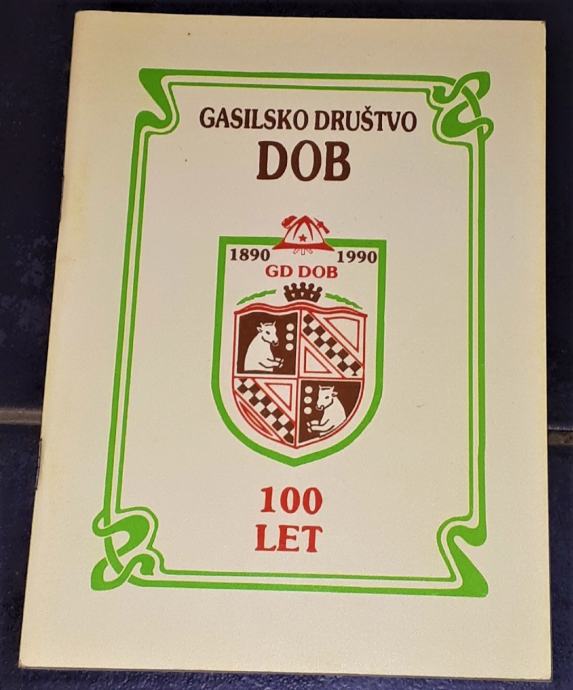 GASILSKO DRUŠTVO
DOB
1890 1990
GD DOB
100
LET